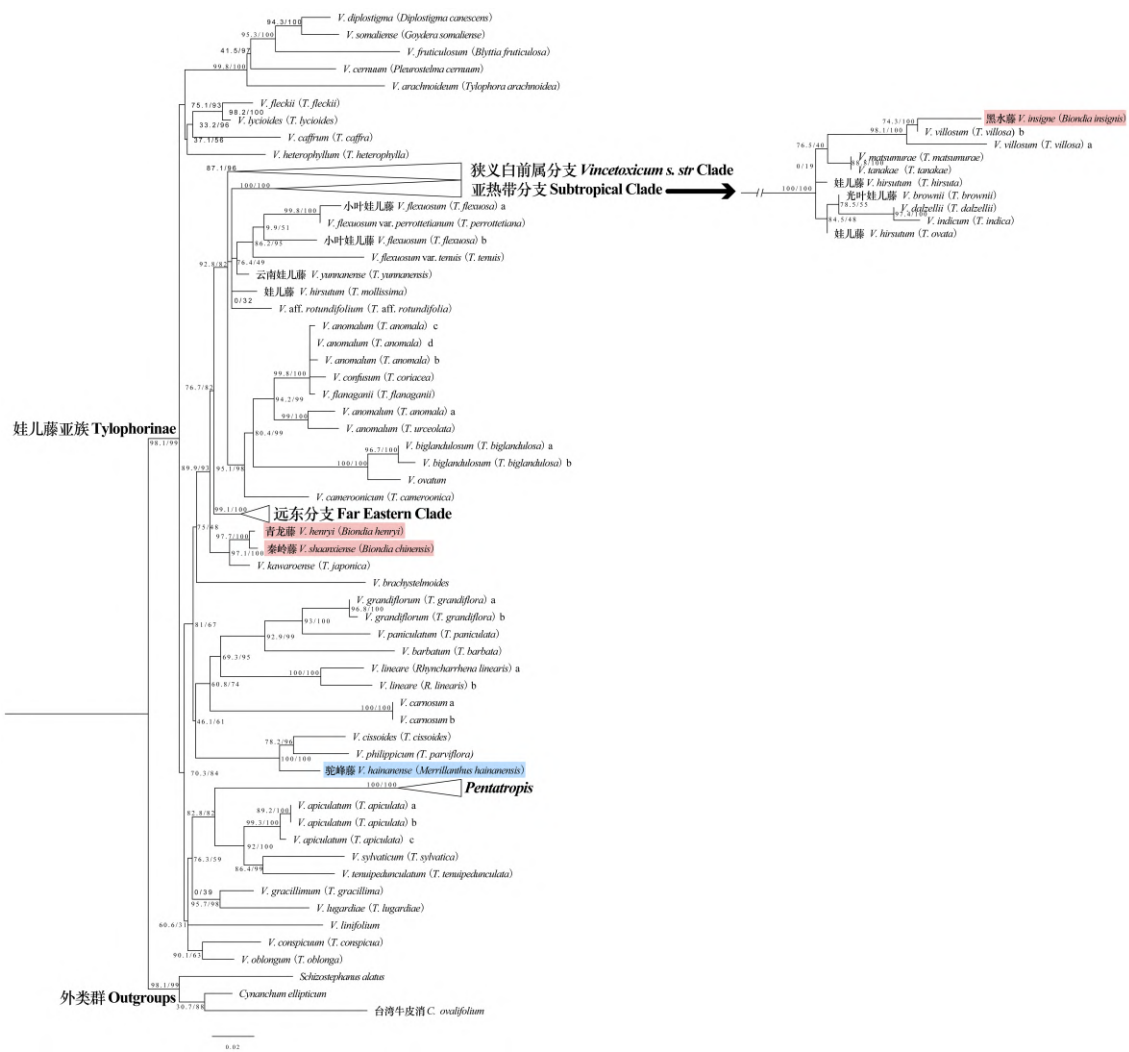 94.3/100
V. diplostigma (Diplostigma canescens)
95.3/100
V. somaliense (Goydera somaliense)
41.5/97
V. fruticulosum (Blyttia fruticulosa)
99.8/100
V. cernuum (Pleurostelma cernuum)
V. arachnoideum (Tylophora arachnoidea)
75.1/93
V. fleckii (T. fleckii)
98.2/100
V. lycioides (T. lycioides)
33.2/96
37.1/56
V. caffrum (T. caffra)
V. heterophyllum (T. heterophylla)
87.1/96
狭义白前属分支 Vincetoxicum s. str Clade
100/100
亚热带分支 Subtropical Clade
74.3/100
黑水藤 V. insigne (Biondia insignis)
98.1/100
V. villosum (T. villosa) b
76.5/40
V. villosum (T. villosa) a
0/19
V. matsumurae (T. matsumurae)
88.8/100
V. tanakae (T. tanakae)
100/100
娃儿藤 V. hirsutum (T. hirsuta)
光叶娃儿藤 V. brownii (T. brownii)
78.5/55
V. dalzellii (T. dalzellii)
97.4/100
V. indicum (T. indica)
84.5/48
娃儿藤 V. hirsutum (T. ovata)
99.8/100
小叶娃儿藤 V. flexuosum (T. flexuosa) a
9.9/51
V. flexuosum var. perrottetianum (T. perrottetiana)
86.2/95
小叶娃儿藤 V. flexuosum (T. flexuosa) b
76.4/49
V. flexuosum var. tenuis (T. tenuis)
92.8/82
云南娃儿藤 V. yunnanense (T. yunnanensis)
娃儿藤 V. hirsutum (T. mollissima)
0/32
V. aff. rotundifolium (T. aff. rotundifolia)
V. anomalum (T. anomala) c
V. anomalum (T. anomala) d
V. anomalum (T. anomala) b
99.8/100
V. confusum (T. coriacea)
76.7/82
94.2/99
V. flanaganii (T. flanaganii)
99/100
V. anomalum (T. anomala) a
V. anomalum (T. urceolata)
娃儿藤亚族 Tylophorinae
98.1/99
80.4/99
96.7/100
V. biglandulosum (T. biglandulosa) a
100/100
V. biglandulosum (T. biglandulosa) b
89.9/93
95.1/98
V. ovatum
V. cameroonicum (T. cameroonica)
99.1/100
远东分支 Far Eastern Clade
75/48
97.7/100
青龙藤 V. henryi (Biondia henryi)
97.1/100
秦岭藤 V. shaanxiense (Biondia chinensis)
V. kawaroense (T. japonica)
V. brachystelmoides
V. grandiflorum (T. grandiflora) a
96.8/100
V. grandiflorum (T. grandiflora) b
93/100
81/67
92.9/99
V. paniculatum (T. paniculata)
V. barbatum (T. barbata)
69.3/95
100/100
V. lineare (Rhyncharrhena linearis) a
60.8/74
V. lineare (R. linearis) b
V. carnosum a
100/100
V. carnosum b
46.1/61
78.2/96
V. cissoides (T. cissoides)
100/100
V. philippicum (T. parviflora)
70.3/84
驼峰藤 V. hainanense (Merrillanthus hainanensis)
100/100
Pentatropis
82.8/82
89.2/100
V. apiculatum (T. apiculata) a
99.3/100
V. apiculatum (T. apiculata) b
92/100
V. apiculatum (T. apiculata) c
76.3/59
86.4/99
V. sylvaticum (T. sylvatica)
V. tenuipedunculatum (T. tenuipedunculata)
0/39
V. gracillimum (T. gracillima)
95.7/98
V. lugardiae (T. lugardiae)
60.6/31
V. linifolium
V. conspicuum (T. conspicua)
90.1/63
V. oblongum (T. oblonga)
98.1/99
Schizostephanus alatus
外类群 Outgroups
Cynanchum ellipticum
30.7/88
台湾牛皮消 C. ovalifolium
0.02